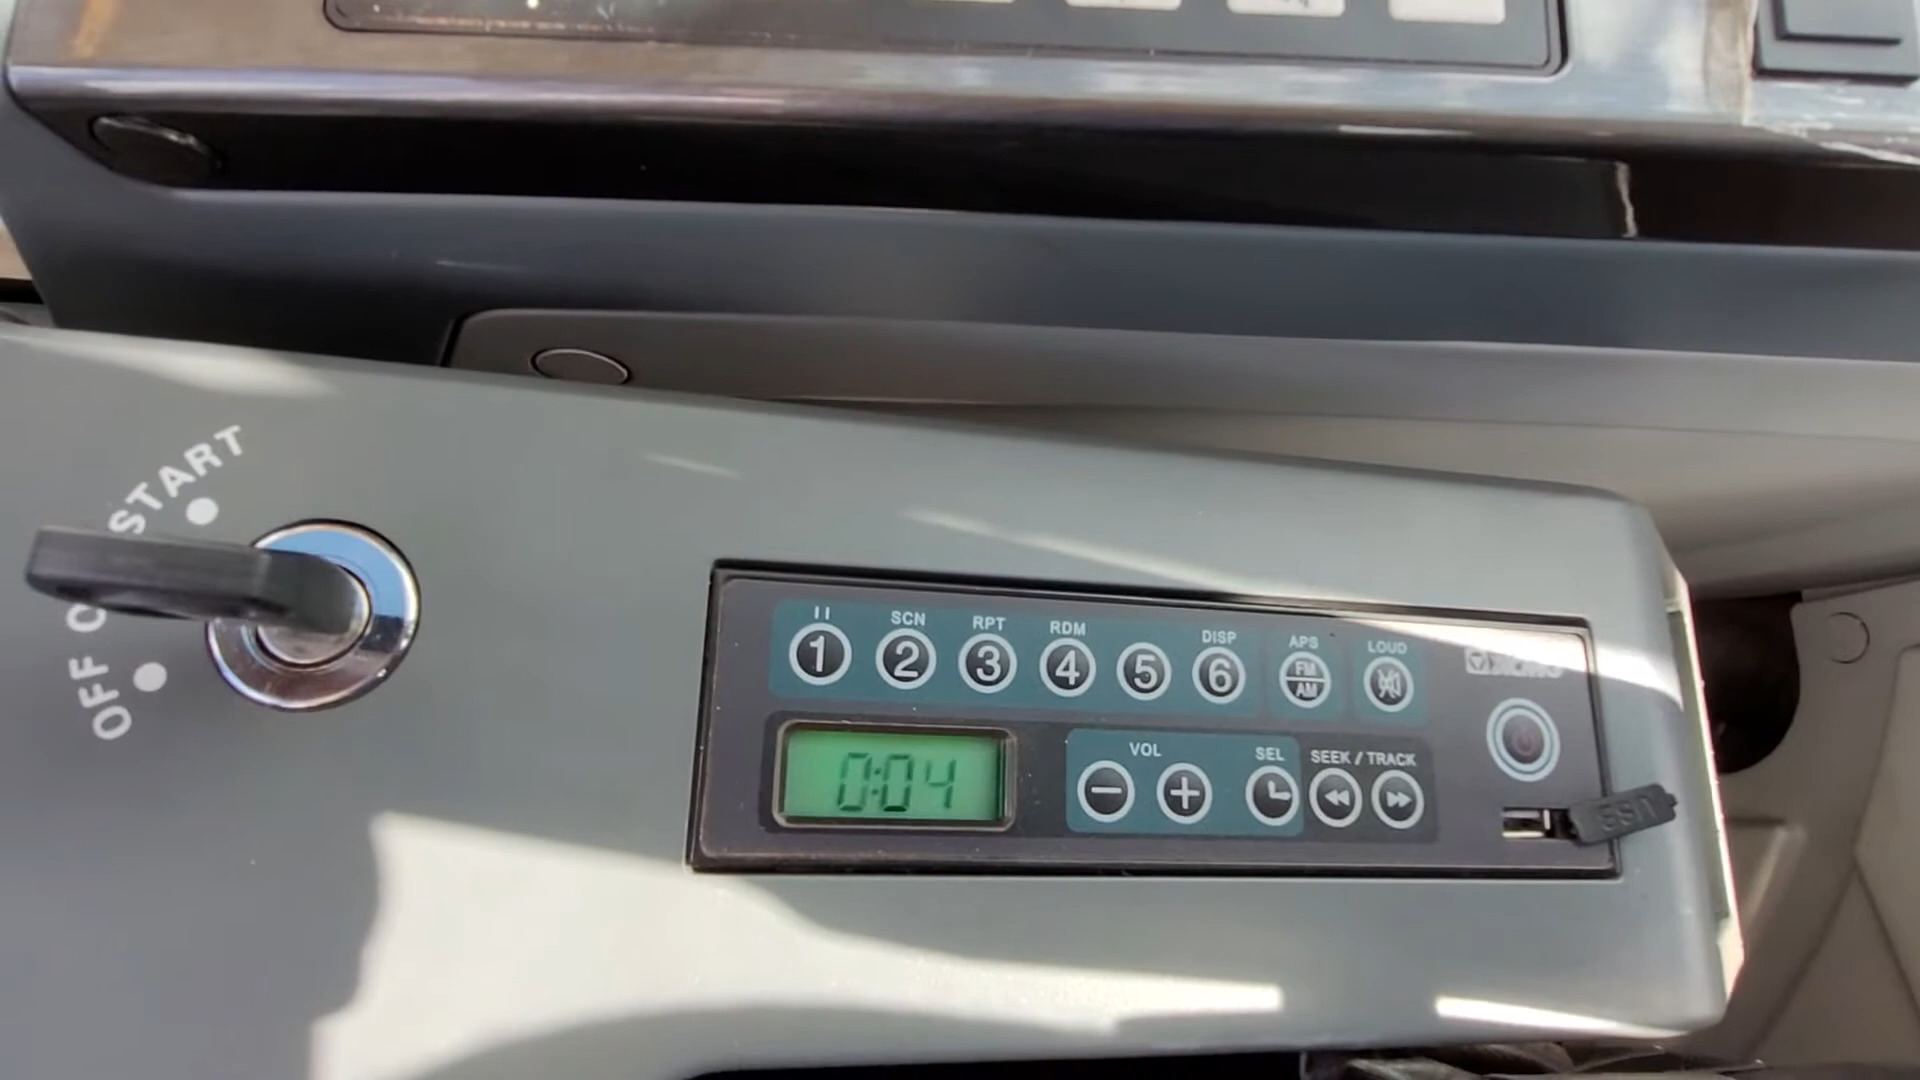 START
OFF
SCN RPT RDM DISP APS LOUD
1 2 3 4 5 6 FM AM
VOL SEL SEEK / TRACK
0:04
USB